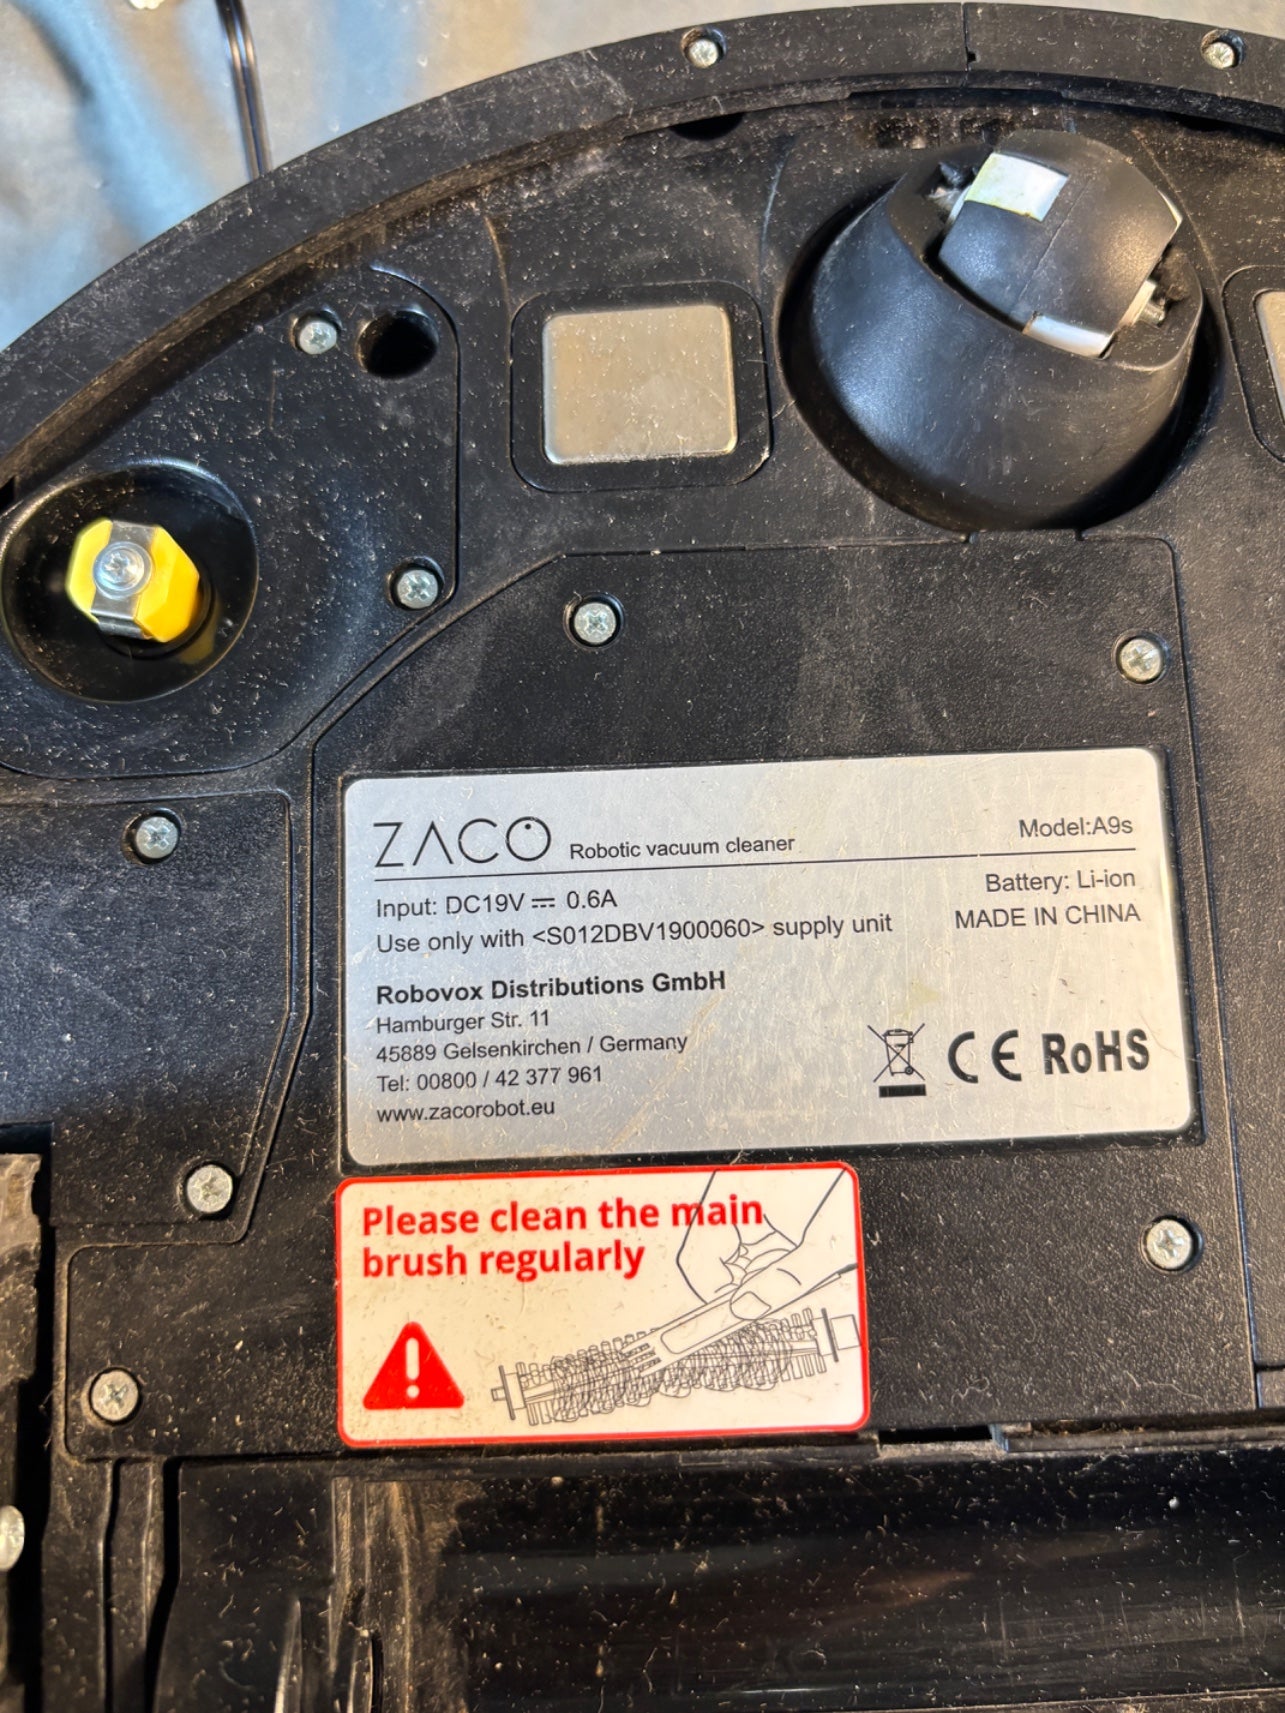 ZACO Robotic vacuum cleaner Model:A9s
Input: DC19V ⎓ 0.6A Battery: Li-ion
Use only with <S012DBV1900060> supply unit MADE IN CHINA
Robovox Distributions GmbH
Hamburger Str. 11
45889 Gelsenkirchen / Germany
Tel: 00800 / 42 377 961
www.zacorobot.eu
CE RoHS
Please clean the main
brush regularly